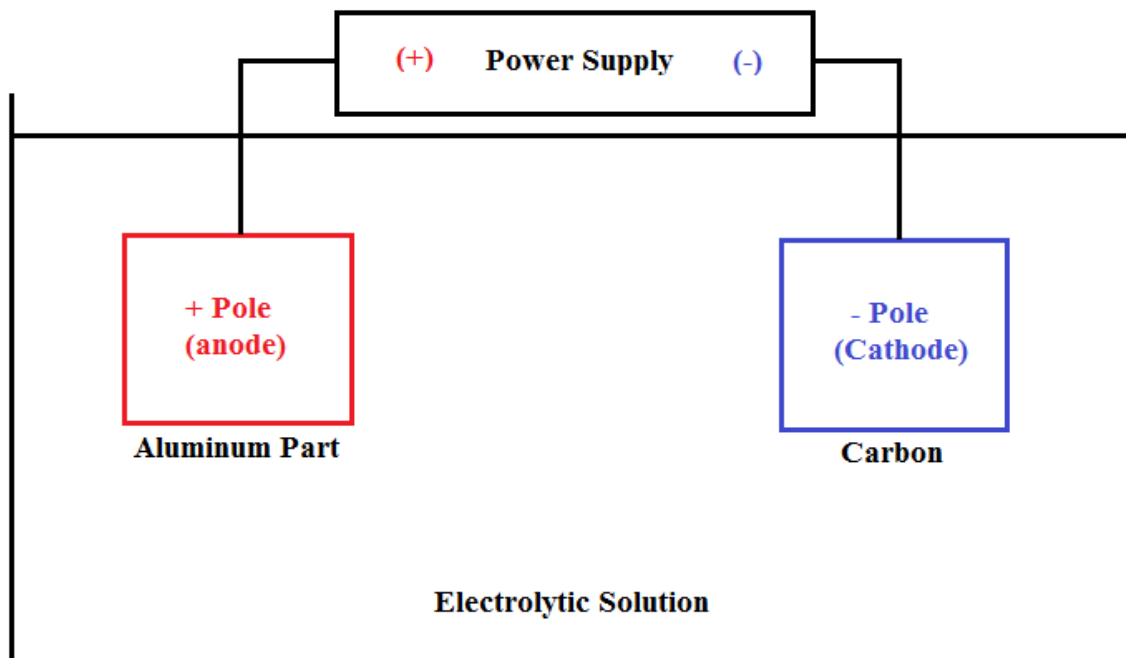 (+) Power Supply (-)
+ Pole
(anode)
- Pole
(Cathode)
Aluminum Part
Carbon
Electrolytic Solution